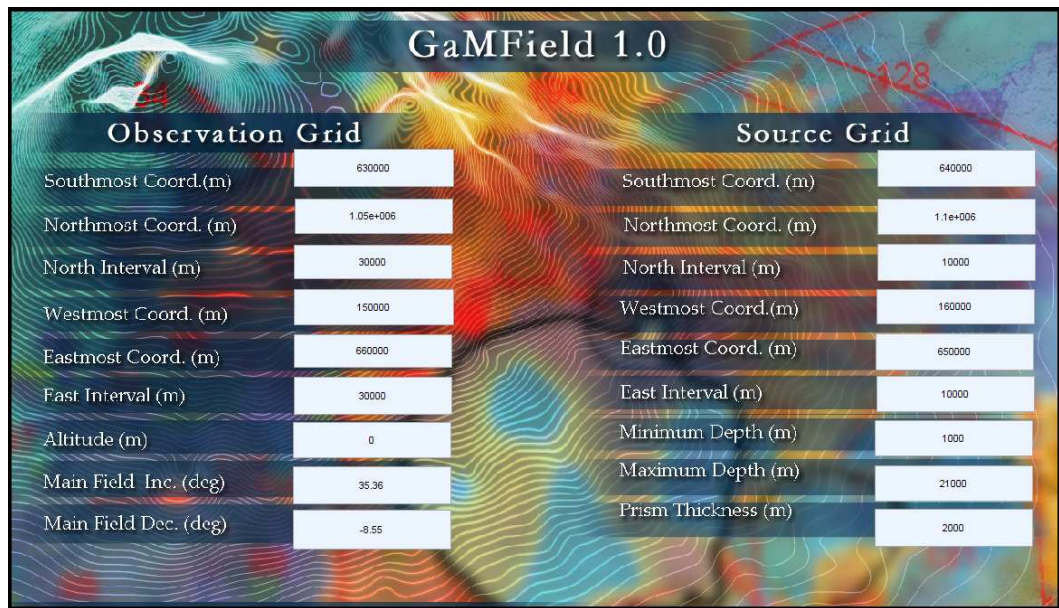 GaMField 1.0
128
54
Observation Grid
Southmost Coord.(m) 630000
Northmost Coord. (m) 1.05e+006
North Interval (m) 30000
Westmost Coord. (m) 150000
Eastmost Coord. (m) 660000
East Interval (m) 30000
Altitude (m) 0
Main Field Inc. (deg) 35.36
Main Field Dec. (deg) -8.55
Source Grid
Southmost Coord. (m) 640000
Northmost Coord. (m) 1.1e+006
North Interval (m) 10000
Westmost Coord.(m) 160000
Eastmost Coord. (m) 650000
East Interval (m) 10000
Minimum Depth (m) 1000
Maximum Depth (m) 21000
Prism Thickness (m) 2000